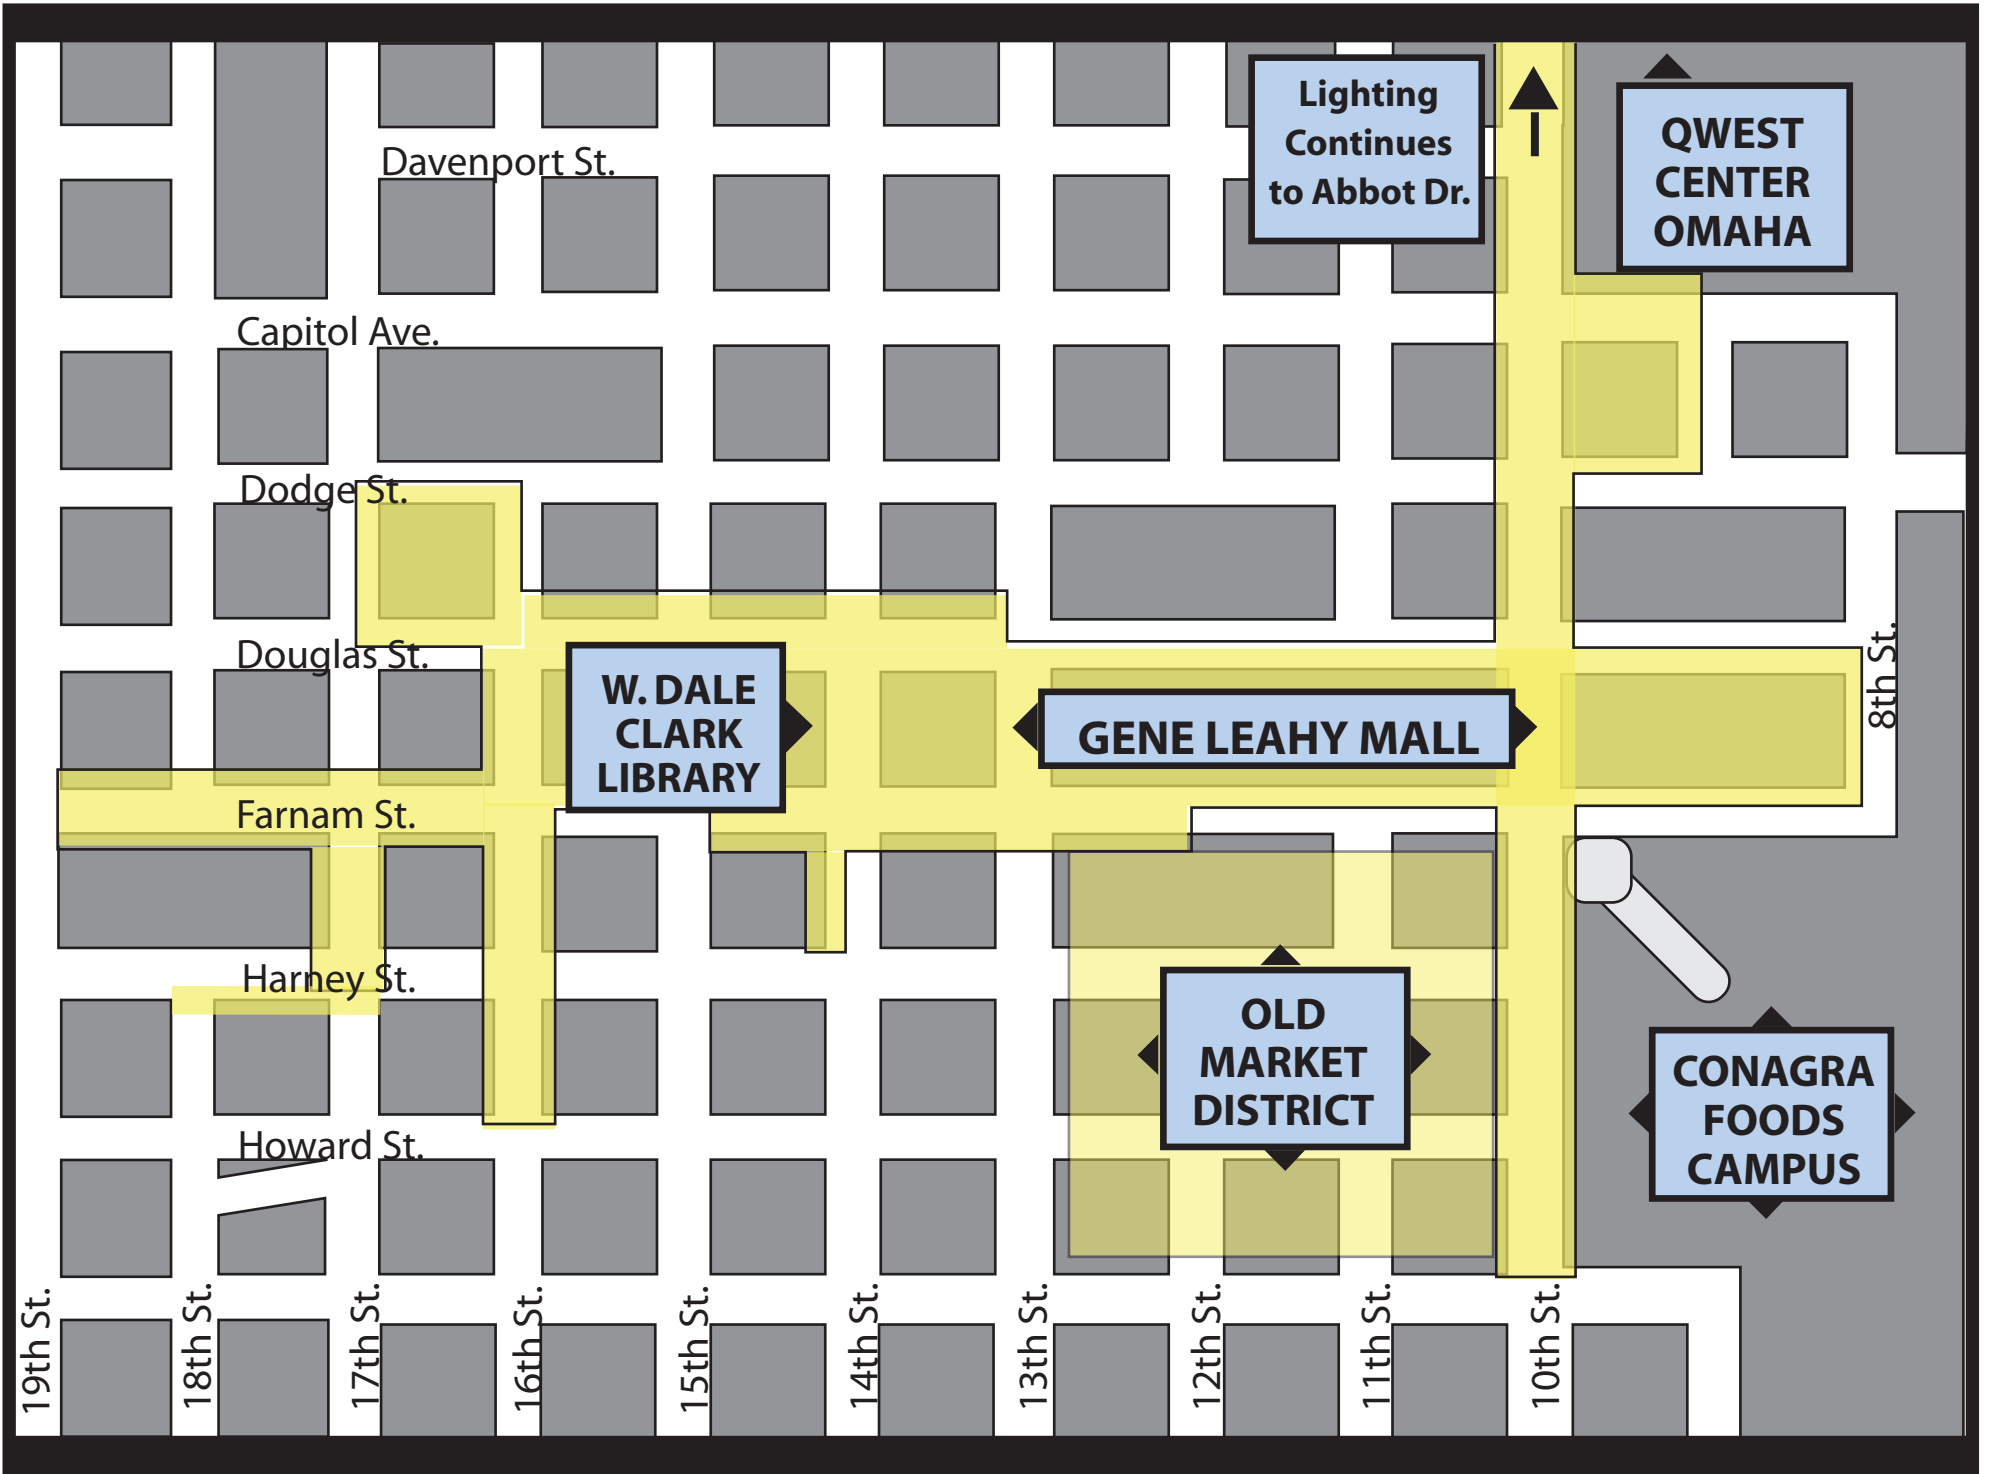 Lighting
Continues
to Abbot Dr.
QWEST
CENTER
OMAHA
Davenport St.
Capitol Ave.
Dodge St.
Douglas St.
8th St.
W. DALE
CLARK
LIBRARY
GENE LEAHY MALL
Farnam St.
Harney St.
OLD
MARKET
DISTRICT
CONAGRA
FOODS
CAMPUS
Howard St.
19th St.
18th St.
17th St.
16th St.
15th St.
14th St.
13th St.
12th St.
11th St.
10th St.